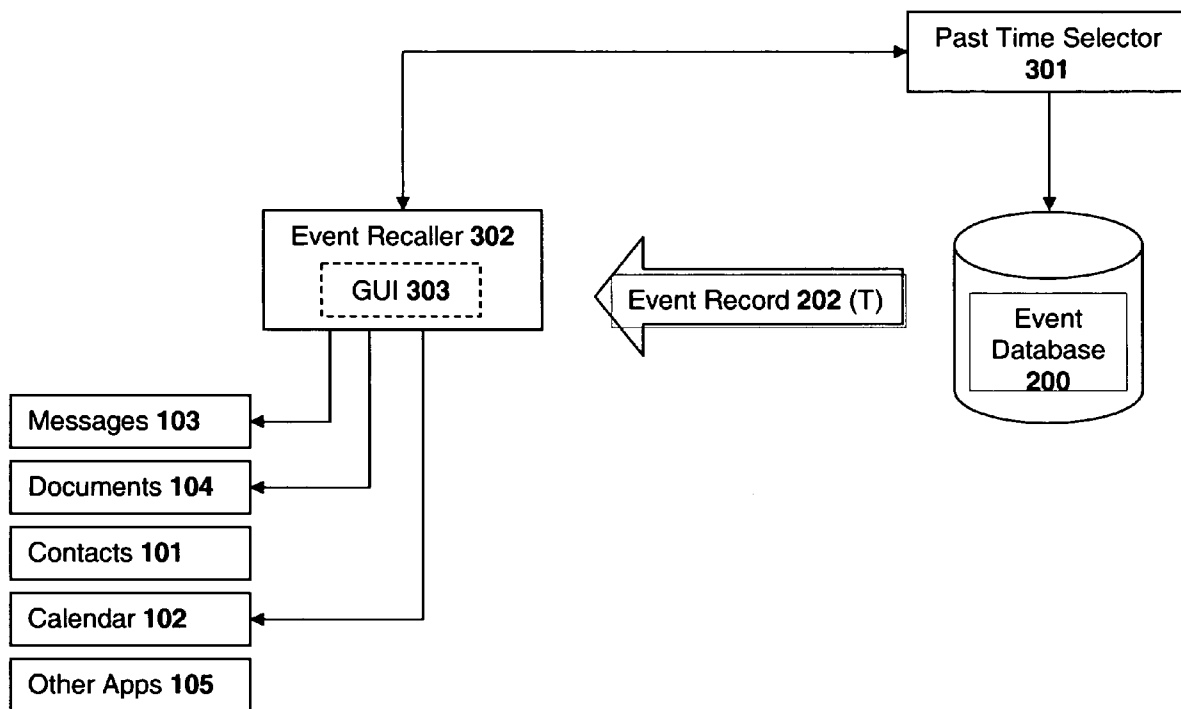 Past Time Selector
301
Event Recaller 302
GUI 303
Event Record 202 (T)
Event
Database
200
Messages 103
Documents 104
Contacts 101
Calendar 102
Other Apps 105